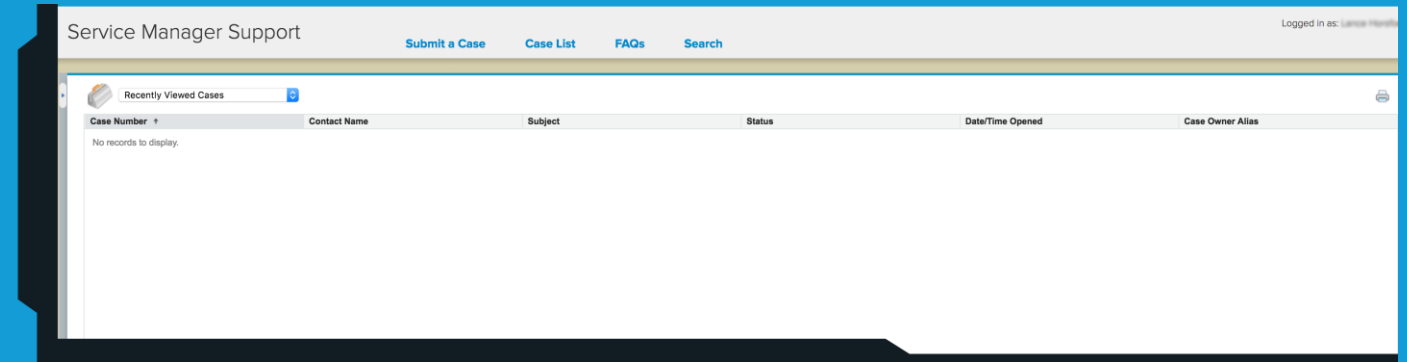 Service Manager Support
Submit a Case Case List FAQs Search
Logged in as:
Recently Viewed Cases
Case Number ↑ Contact Name Subject Status Date/Time Opened Case Owner Alias
No records to display.